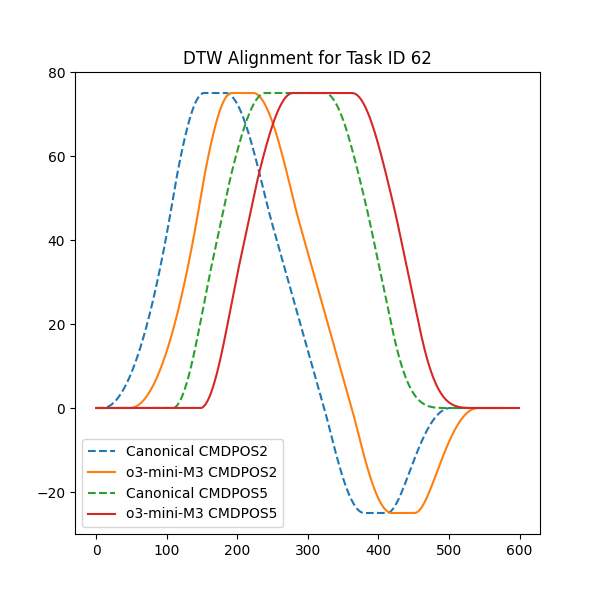 DTW Alignment for Task ID 62
80
60
40
20
0
−20
Canonical CMDPOS2
o3-mini-M3 CMDPOS2
Canonical CMDPOS5
o3-mini-M3 CMDPOS5
0 100 200 300 400 500 600